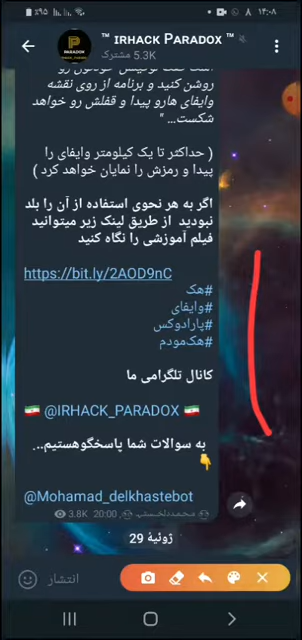 ٪۹۵ ۱۴:۰۸
™ IRHACK PARADOX ™
5.3K مشترک
PARADOX
روشن کنید و برنامه از روی نقشه
وایفای هارو پیدا و قفلش رو خواهد
شکست... "
( حداکثر تا یک کیلومتر وایفای را
پیدا و رمزش را نمایان خواهد کرد )
اگر به هر نحوی استفاده از آن را بلد
نبودید از طریق لینک زیر میتوانید
فیلم آموزشی را نگاه کنید
https://bit.ly/2AOD9nC
#هک
#وایفای
#پارادوکس
#هک‌مودم
کانال تلگرامی ما
🇮🇷 @IRHACK_PARADOX 🇮🇷
به سوالات شما پاسخگوهستیم..
👇
@Mohamad_delkhastebot
3.8K 20:00
29 ژوئیهٔ
انتشار